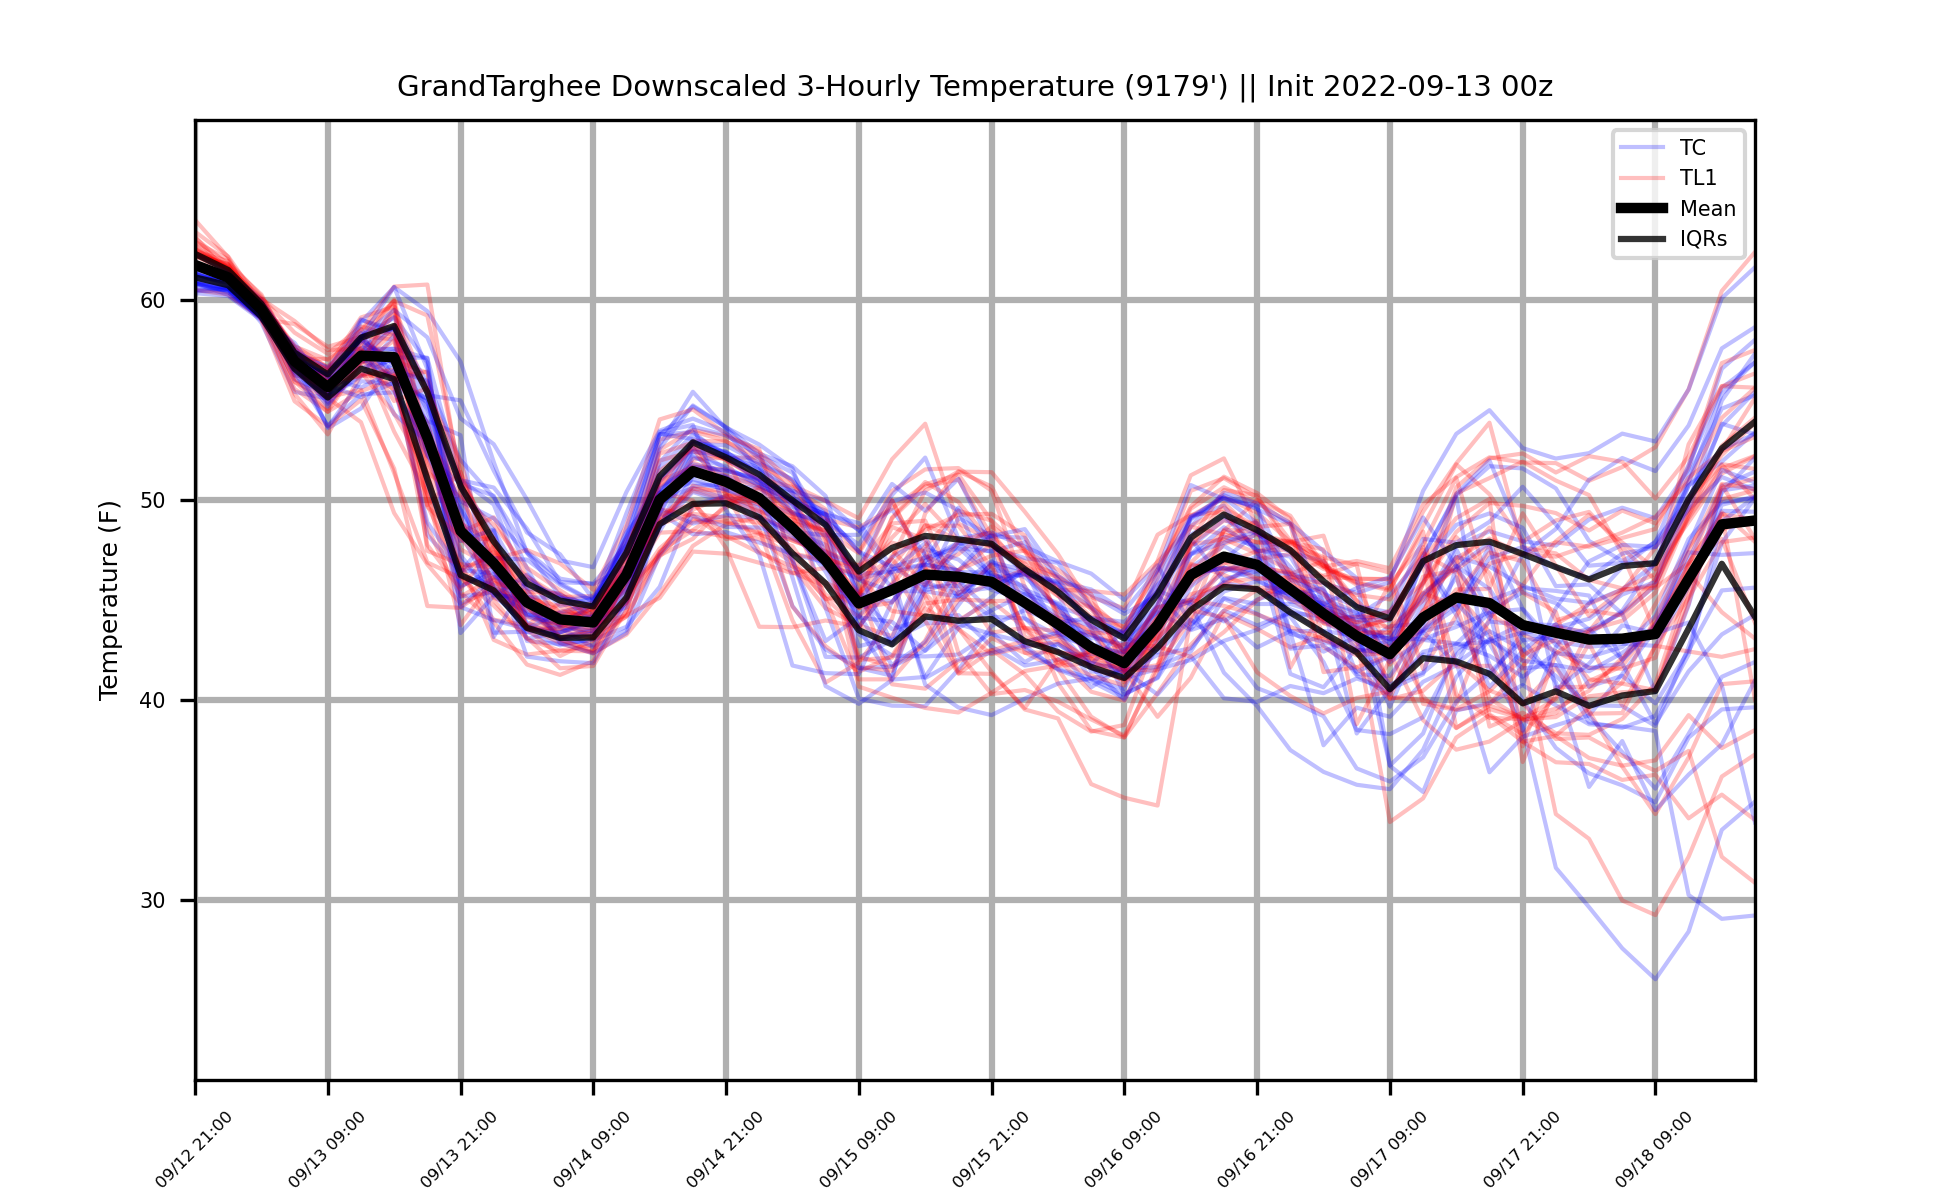 GrandTarghee Downscaled 3-Hourly Temperature (9179') || Init 2022-09-13 00z
TC
TL1
Mean
IQRs
Temperature (F)
60
50
40
30
09/12 21:00
09/13 09:00
09/13 21:00
09/14 09:00
09/14 21:00
09/15 09:00
09/15 21:00
09/16 09:00
09/16 21:00
09/17 09:00
09/17 21:00
09/18 09:00